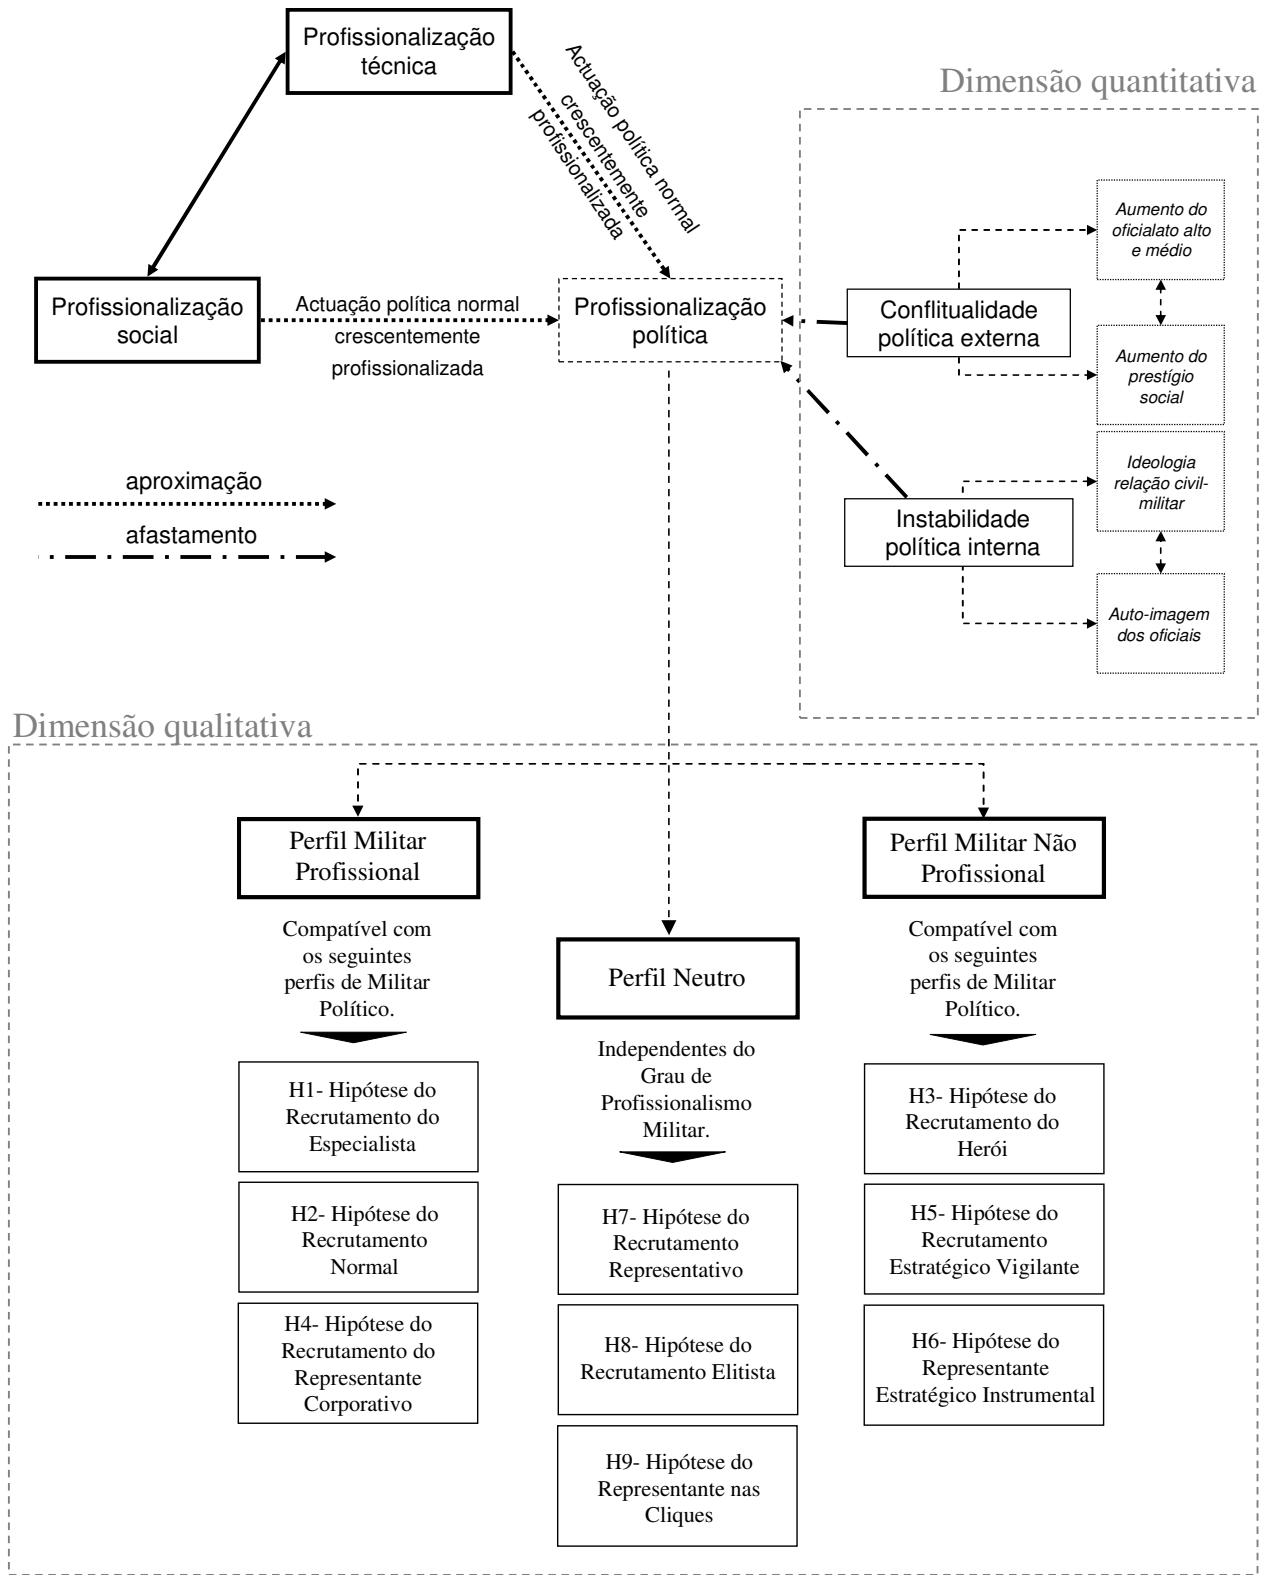 Profissionalização
técnica
Actuação política normal
crescentemente
profissionalizada
Dimensão quantitativa
Aumento do
oficialato alto
e médio
Profissionalização
social
Actuação política normal
crescentemente
profissionalizada
Profissionalização
política
Conflitualidade
política externa
Aumento do
prestígio
social
aproximação
afastamento
Instabilidade
política interna
Ideologia
relação civil-
militar
Auto-imagem
dos oficiais
Dimensão qualitativa
Perfil Militar
Profissional
Compatível com
os seguintes
perfis de Militar
Político.
H1- Hipótese do
Recrutamento do
Especialista
H2- Hipótese do
Recrutamento
Normal
H4- Hipótese do
Recrutamento do
Representante
Corporativo
Perfil Neutro
Independentes do
Grau de
Profissionalismo
Militar.
H7- Hipótese do
Recrutamento
Representativo
H8- Hipótese do
Recrutamento Elitista
H9- Hipótese do
Representante nas
Cliques
Perfil Militar Não
Profissional
Compatível com
os seguintes
perfis de Militar
Político.
H3- Hipótese do
Recrutamento do
Herói
H5- Hipótese do
Recrutamento
Estratégico Vigilante
H6- Hipótese do
Representante
Estratégico Instrumental